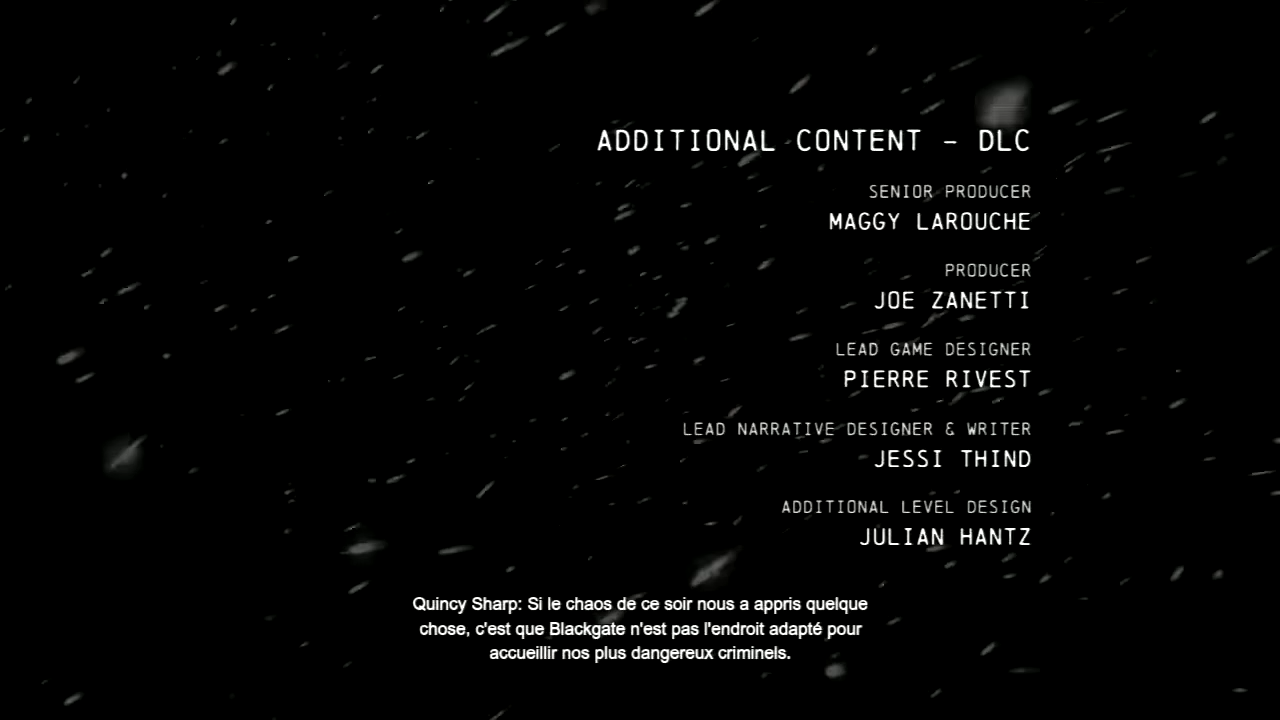 ADDITIONAL CONTENT – DLC
SENIOR PRODUCER
MAGGY LAROUCHE
PRODUCER
JOE ZANETTI
LEAD GAME DESIGNER
PIERRE RIVEST
LEAD NARRATIVE DESIGNER & WRITER
JESSI THIND
ADDITIONAL LEVEL DESIGN
JULIAN HANTZ
Quincy Sharp: Si le chaos de ce soir nous a appris quelque
chose, c'est que Blackgate n'est pas l'endroit adapté pour
accueillir nos plus dangereux criminels.